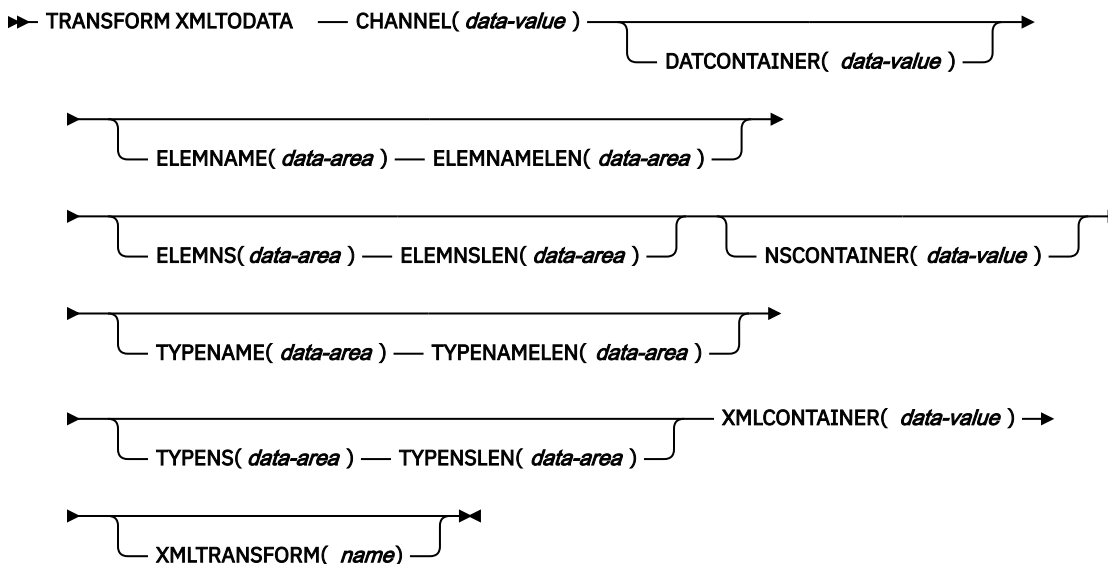 TRANSFORM XMLTODATA CHANNEL( data-value )
DATCONTAINER( data-value )
ELEMNAME( data-area ) ELEMNAMELEN( data-area )
ELEMNS( data-area ) ELEMNSLEN( data-area ) NSCONTAINER( data-value )
TYPENAME( data-area ) TYPENAMELEN( data-area )
XMLCONTAINER( data-value )
TYPENS( data-area ) TYPENSLEN( data-area )
XMLTRANSFORM( name)